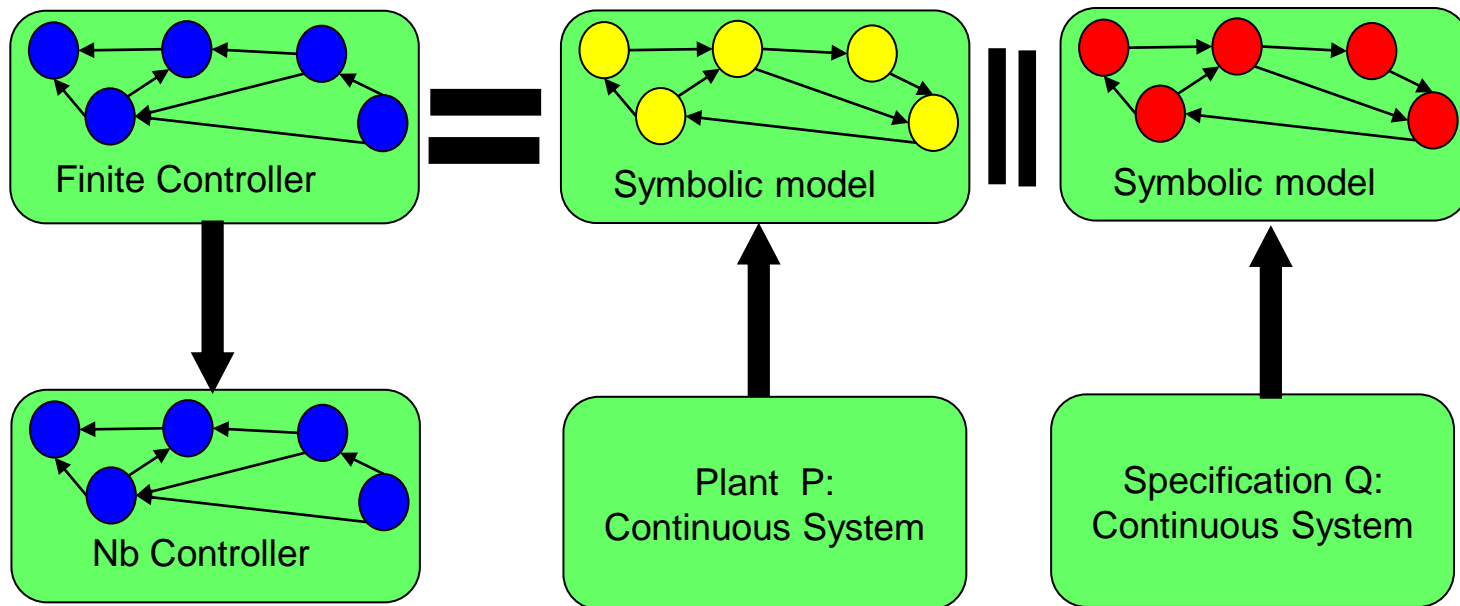 Finite Controller
Symbolic model
Symbolic model
Nb Controller
Plant P:
Continuous System
Specification Q:
Continuous System